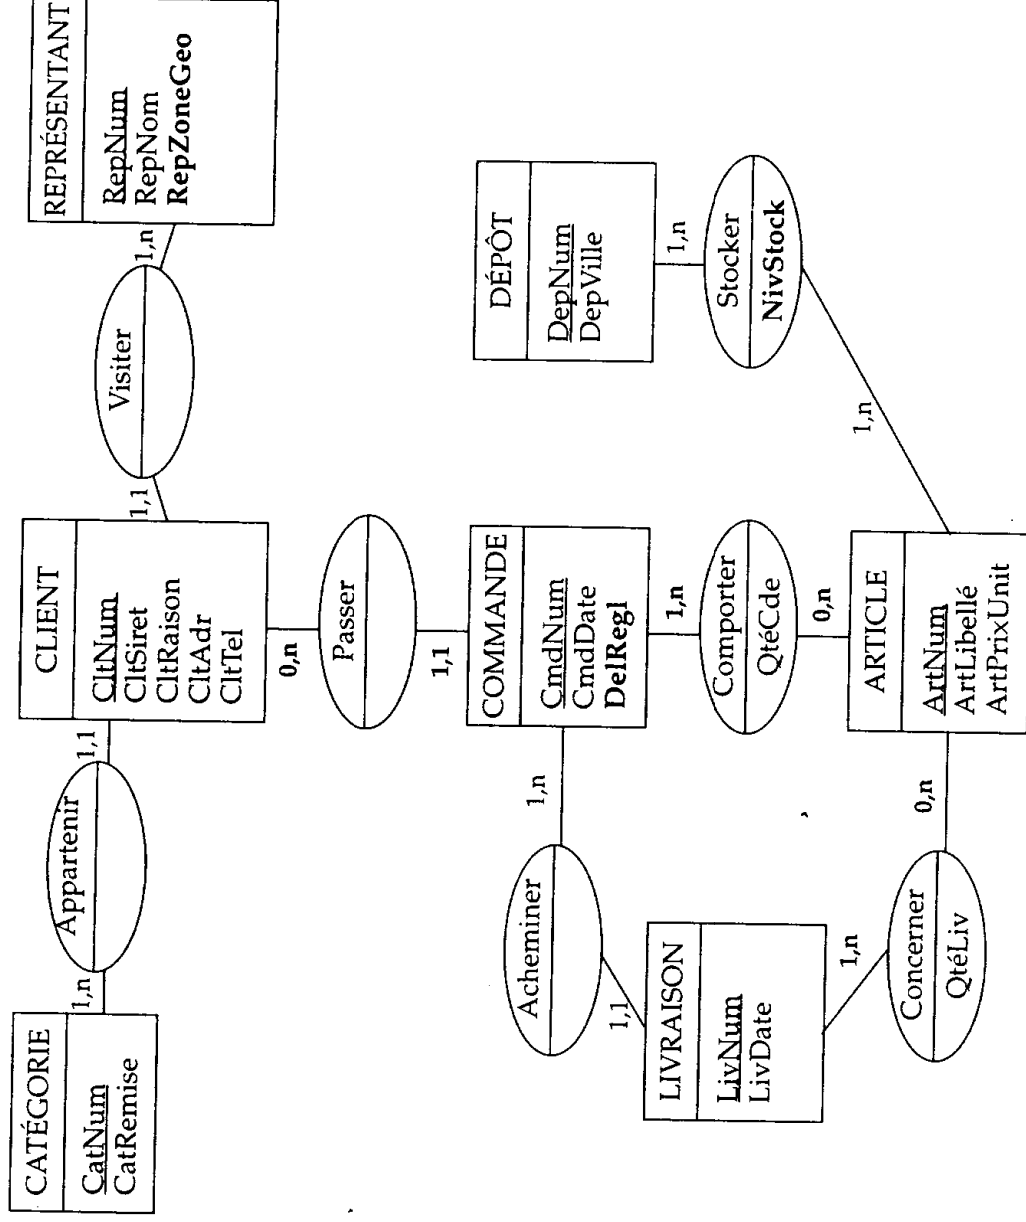 CATÉGORIE
CatNum
CatRemise
1,n
Appartenir
1,1
CLIENT
CltNum
CltSiret
CltRaison
CltAdr
CltTel
1,1
Visiter
1,n
REPRÉSENTANT
RepNum
RepNom
RepZoneGeo
0,n
Passer
1,1
COMMANDE
CmdNum
CmdDate
DelRegl
1,n
Acheminer
1,1
LIVRAISON
LivNum
LivDate
1,n
Concerner
QtéLiv
0,n
1,n
Comporter
QtéCde
0,n
ARTICLE
ArtNum
ArtLibellé
ArtPrixUnit
1,n
Stocker
NivStock
1,n
DÉPÔT
DepNum
DepVille